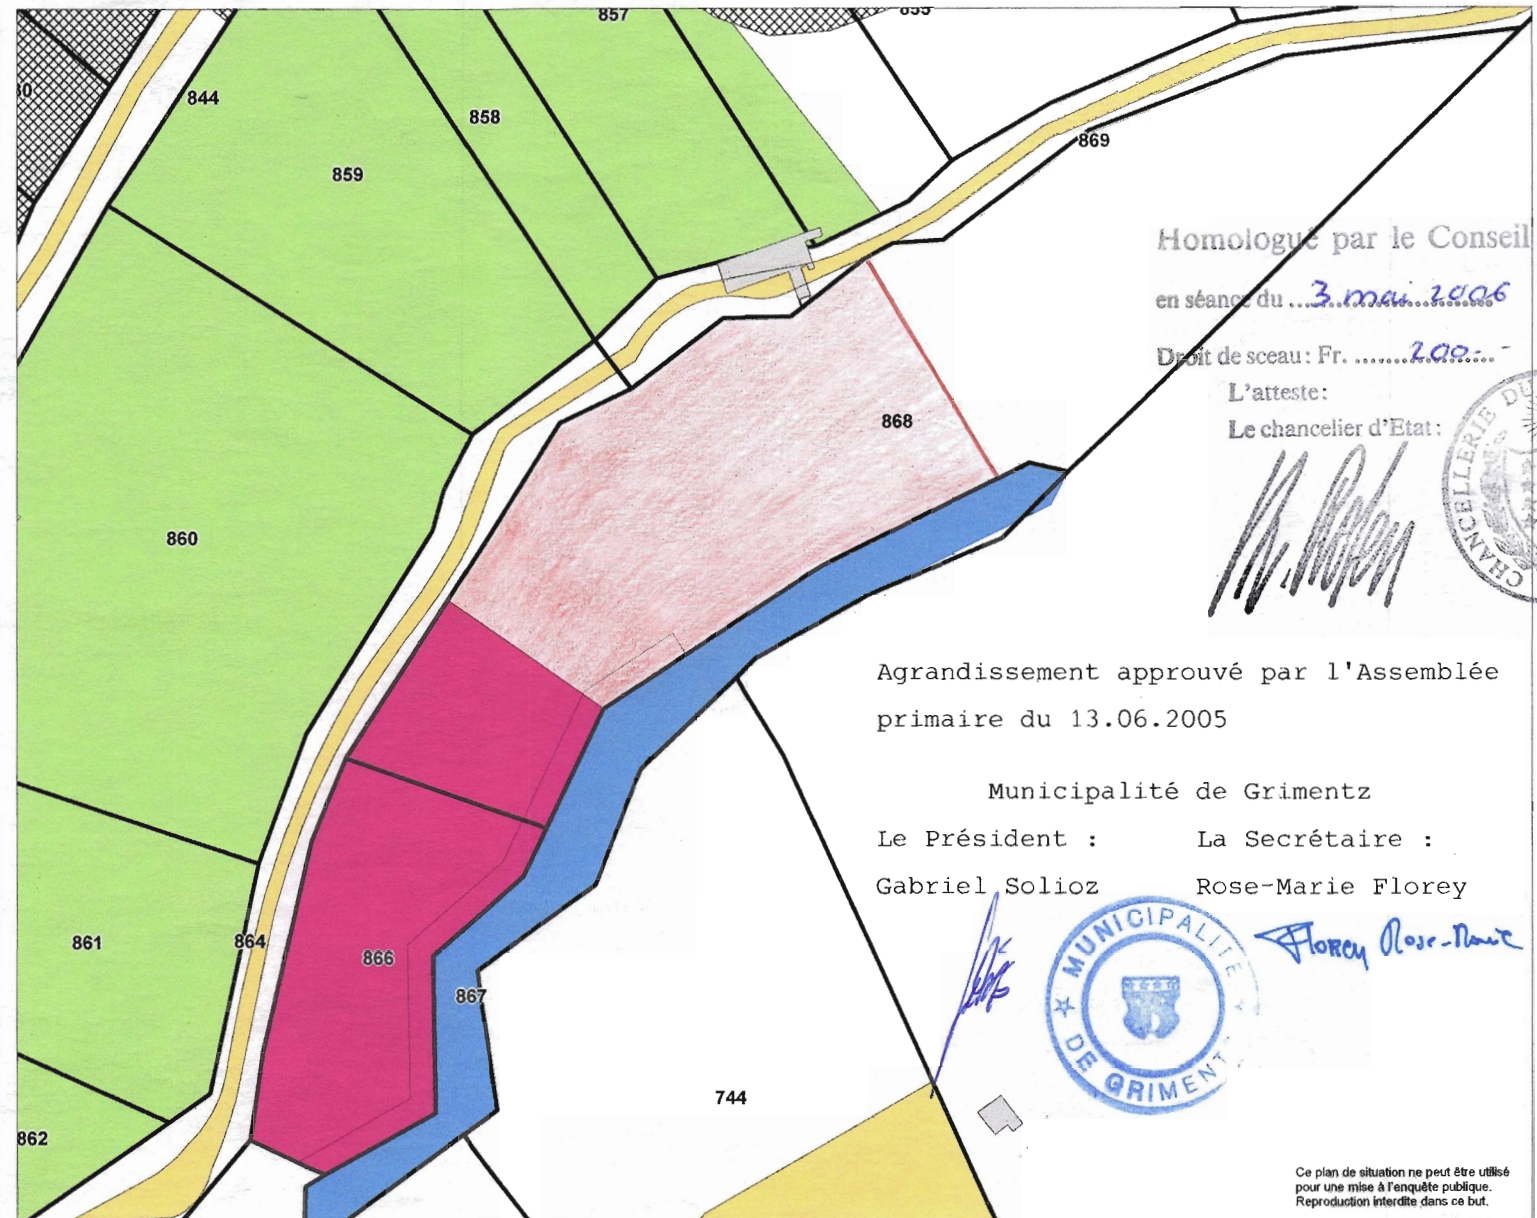 857
855
844
858
859
869
Homologué par le Conseil
en séance du ... 3 mai 2006
Droit de sceau: Fr. ........ 200.-
L'atteste:
Le chancelier d'Etat:
CHANCELLERIE DU
868
860
Agrandissement approuvé par l'Assemblée
primaire du 13.06.2005
Municipalité de Grimentz
Le Président : La Secrétaire :
Gabriel Solioz Rose-Marie Florey
Florey Rose-Marie
MUNICIPALITE
DE GRIMENT
861
864
866
867
744
862
Ce plan de situation ne peut être utilisé
pour une mise à l'enquête publique.
Reproduction interdite dans ce but.